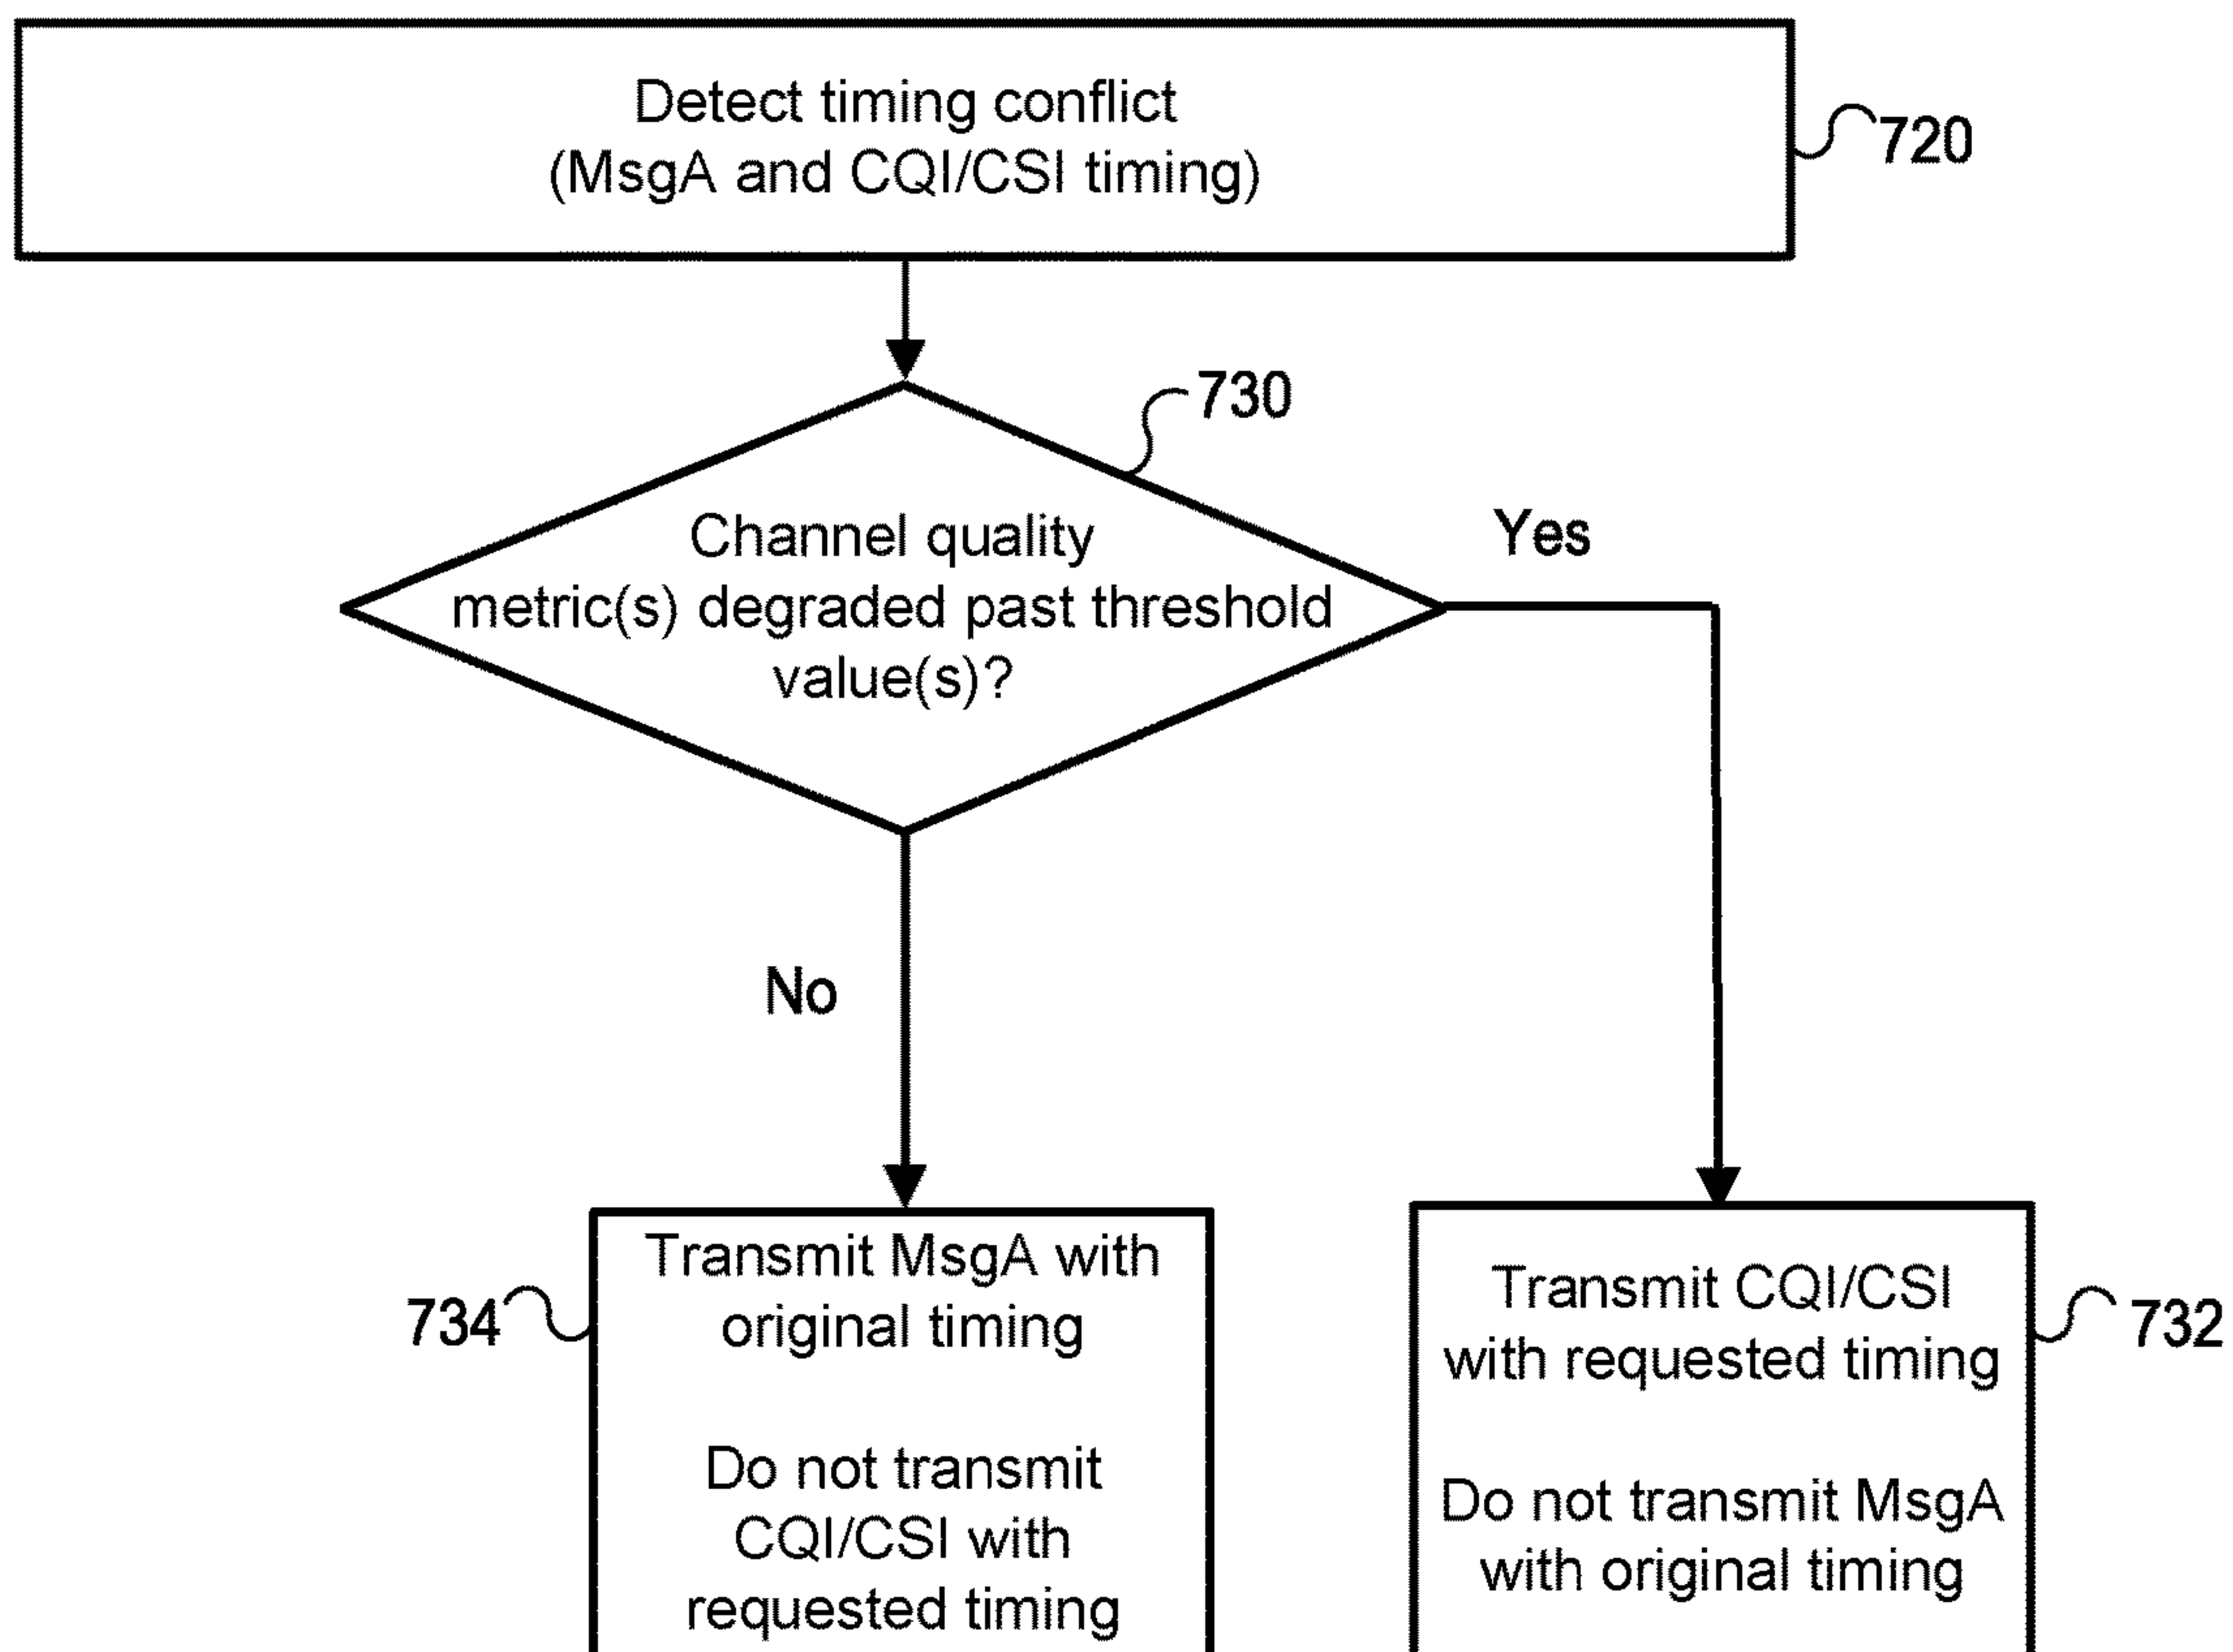 Detect timing conflict
(MsgA and CQI/CSI timing)
720
730
Channel quality
metric(s) degraded past threshold
value(s)?
Yes
No
734
Transmit MsgA with
original timing
Do not transmit
CQI/CSI with
requested timing
Transmit CQI/CSI
with requested timing
Do not transmit MsgA
with original timing
732